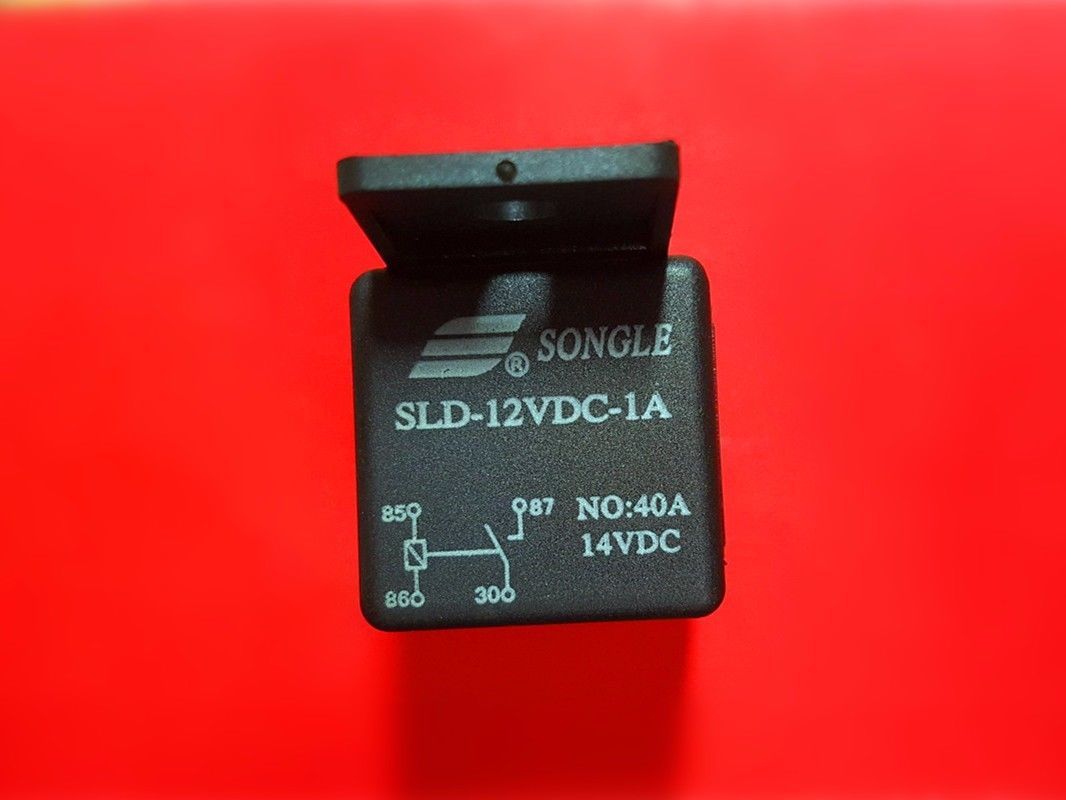 ® SONGLE
SLD-12VDC-1A
85 87 NO:40A
14VDC
86 30